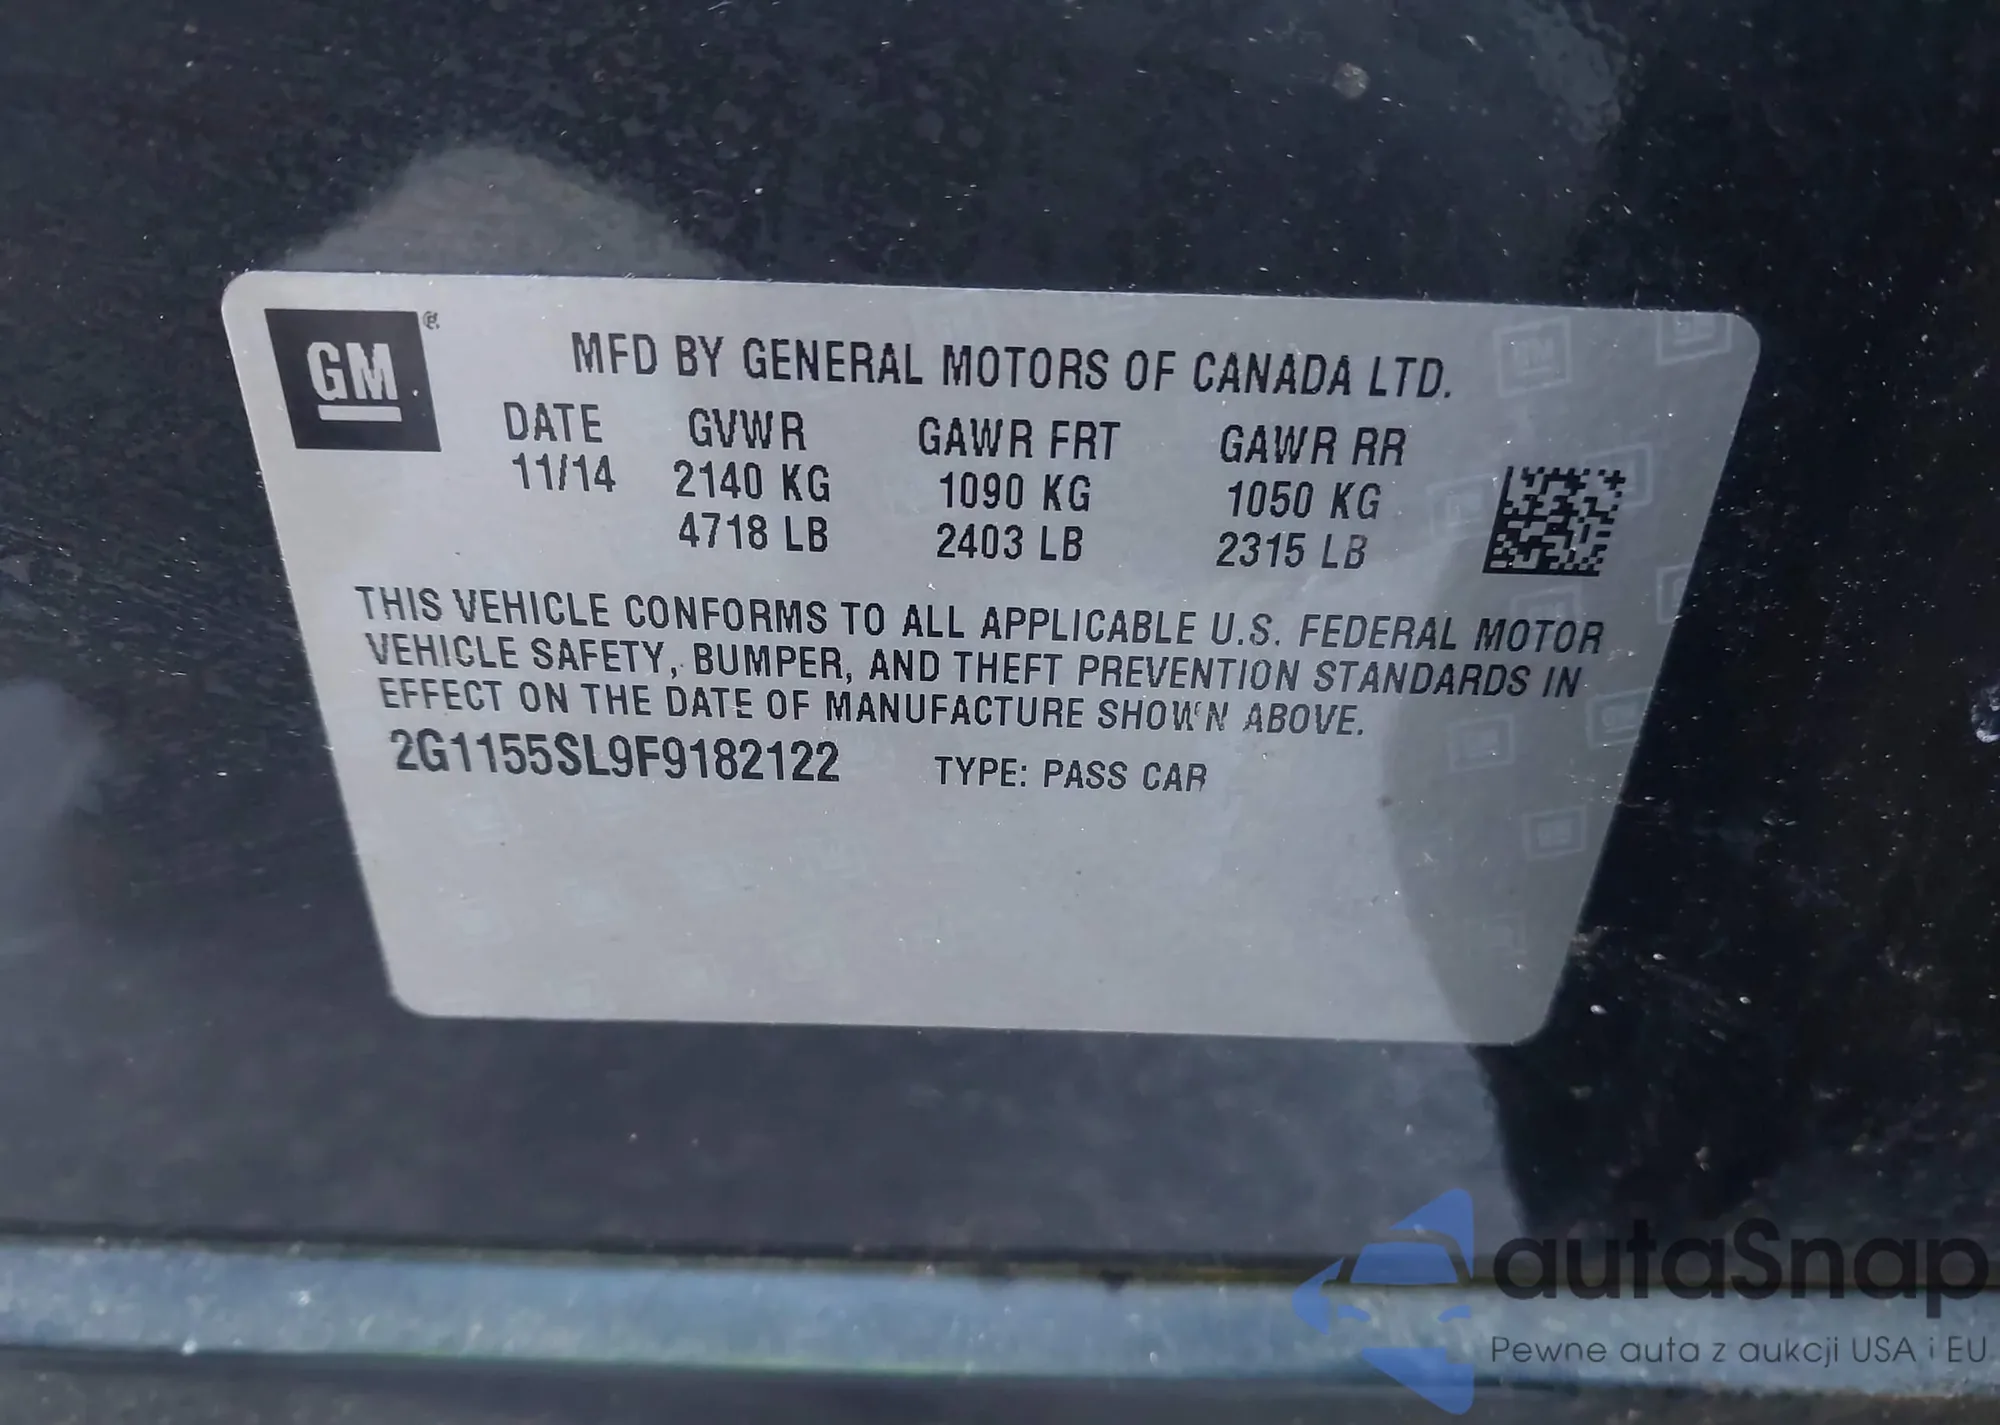 GM ®
MFD BY GENERAL MOTORS OF CANADA LTD.
DATE GVWR GAWR FRT GAWR RR
11/14 2140 KG 1090 KG 1050 KG
4718 LB 2403 LB 2315 LB
THIS VEHICLE CONFORMS TO ALL APPLICABLE U.S. FEDERAL MOTOR
VEHICLE SAFETY, BUMPER, AND THEFT PREVENTION STANDARDS IN
EFFECT ON THE DATE OF MANUFACTURE SHOWN ABOVE.
2G1155SL9F9182122 TYPE: PASS CAR
autaSnap
Pewne auta z aukcji USA i EU